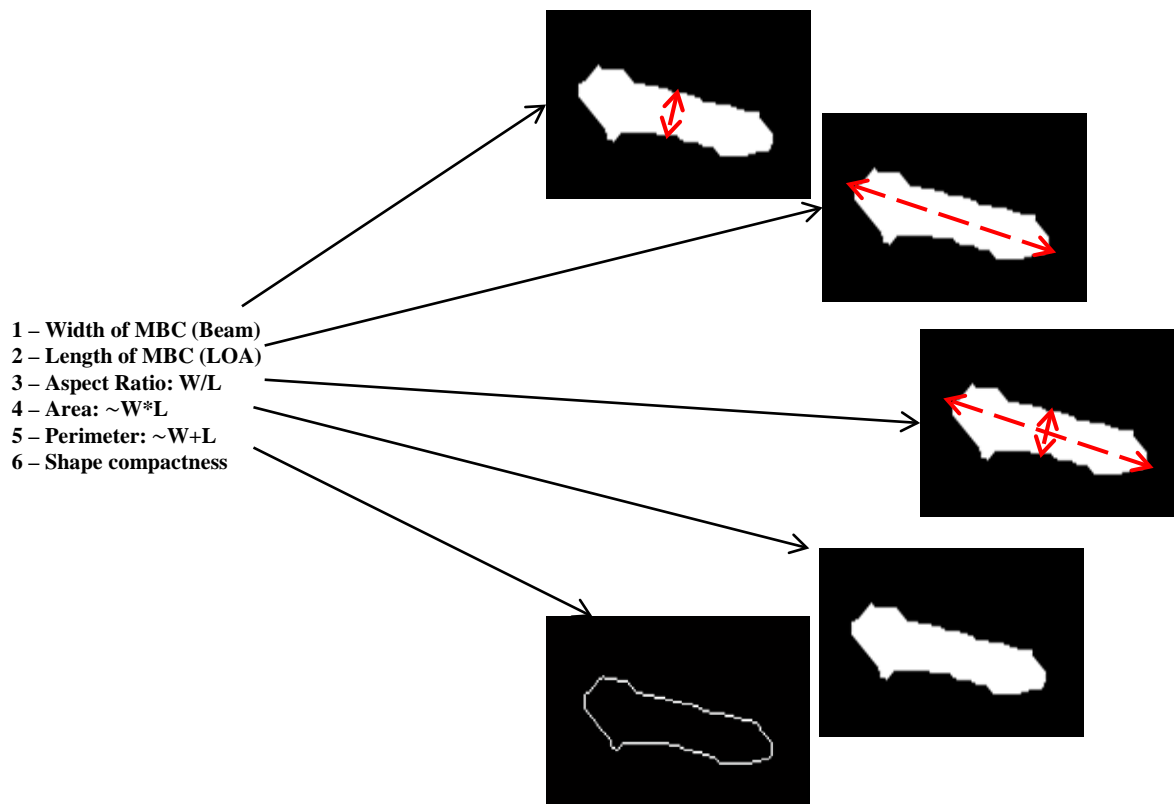 1 – Width of MBC (Beam)
2 – Length of MBC (LOA)
3 – Aspect Ratio: W/L
4 – Area: ~W*L
5 – Perimeter: ~W+L
6 – Shape compactness